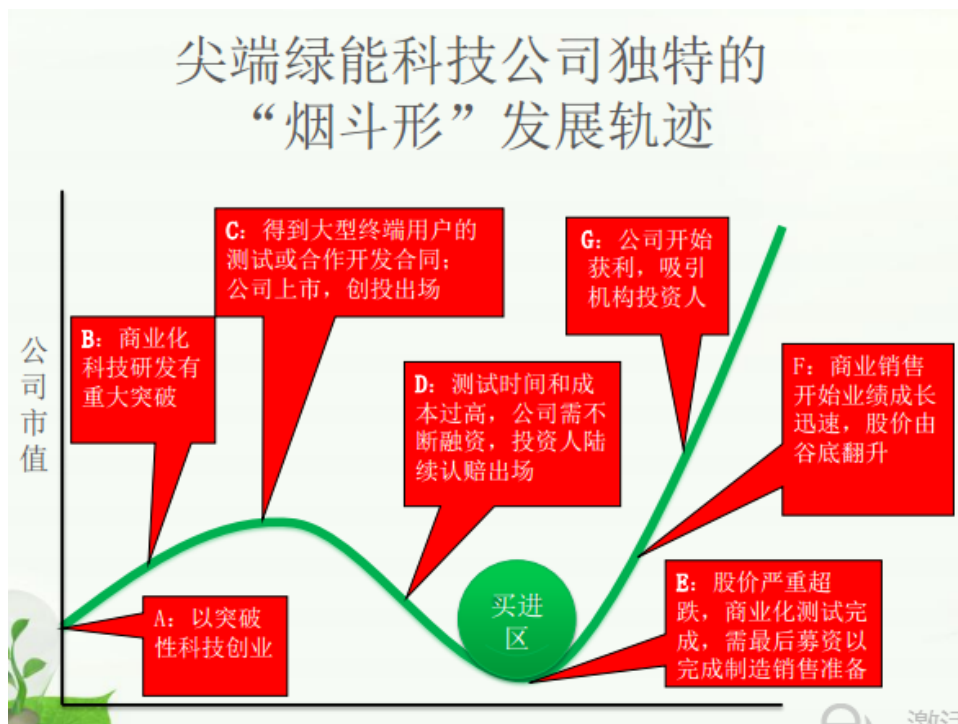 尖端绿能科技公司独特的
“烟斗形”发展轨迹
公司市值
A：以突破
性科技创业
B：商业化
科技研发有
重大突破
C：得到大型终端用户的
测试或合作开发合同；
公司上市，创投出场
D：测试时间和成
本过高，公司需不
断融资，投资人陆
续认赔出场
买进
区
E：股价严重超
跌，商业化测试完
成，需最后募资以
完成制造销售准备
F：商业销售
开始业绩成长
迅速，股价由
谷底翻升
G：公司开始
获利，吸引
机构投资人
激活